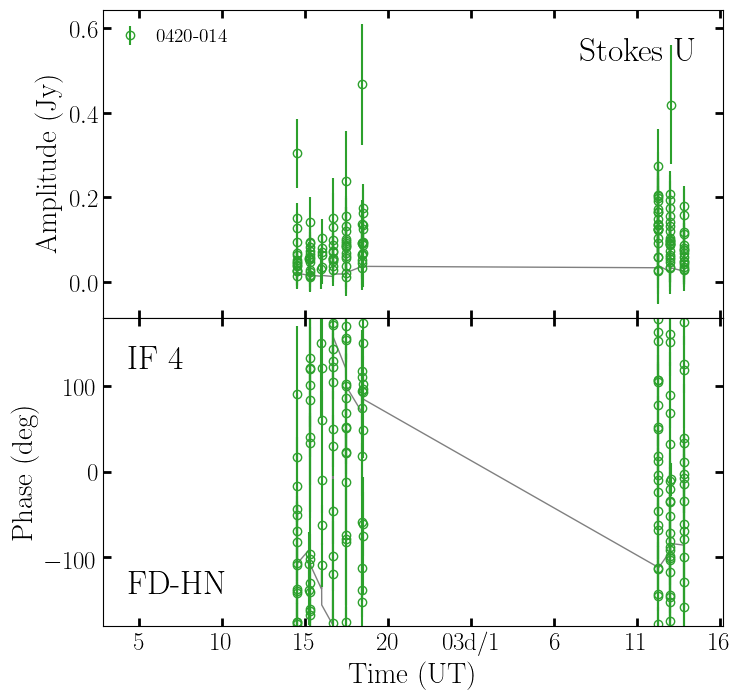 0420-014
Stokes U
Amplitude (Jy)
0.6
0.4
0.2
0.0
IF 4
FD-HN
Phase (deg)
100
0
−100
5 10 15 20 03d/1 6 11 16
Time (UT)